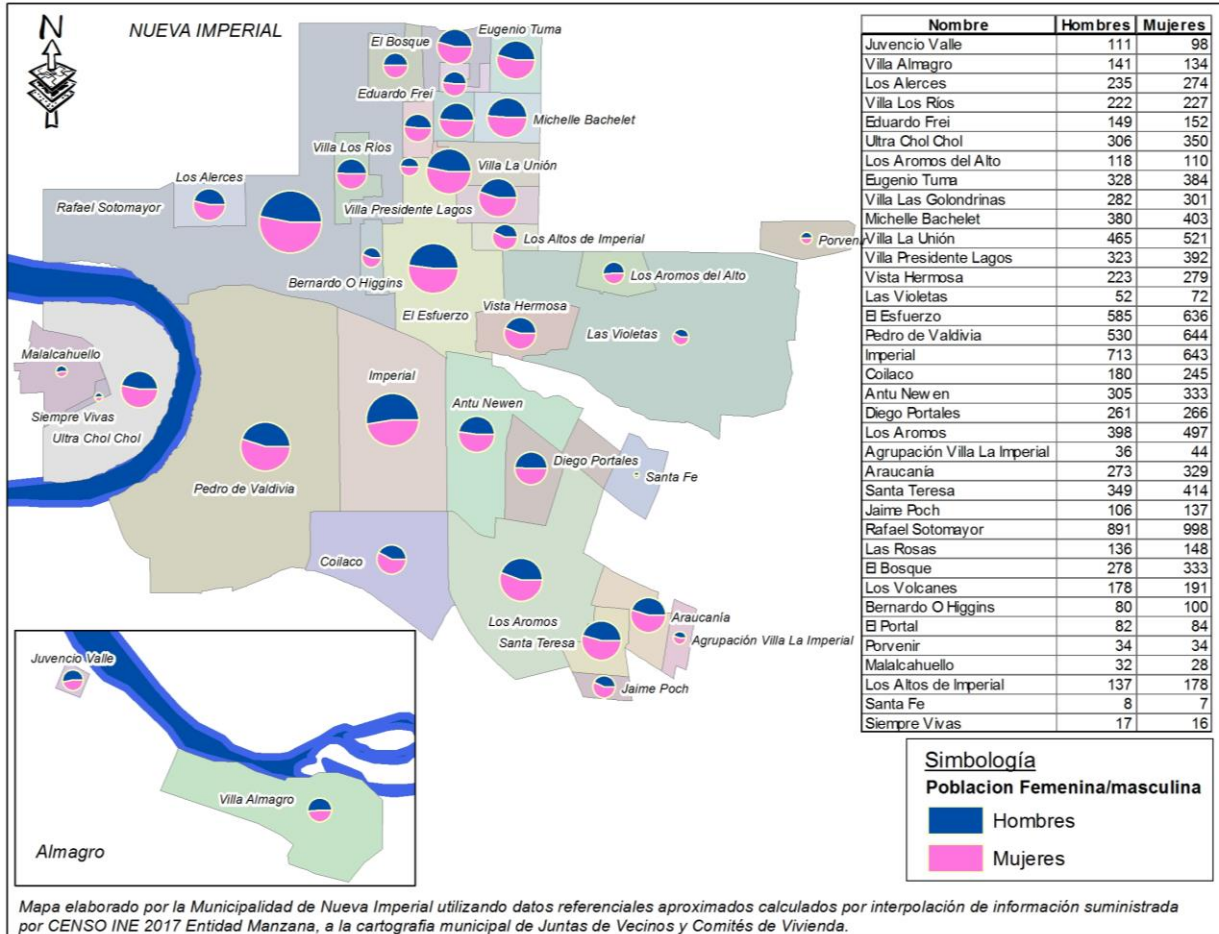 N
NUEVA IMPERIAL
Eugenio Tuma
El Bosque
Eduardo Frei
Michelle Bachelet
Villa Los Ríos
Villa La Unión
Los Alerces
Rafael Sotomayor
Villa Presidente Lagos
Los Altos de Imperial
Porvenir
Bernardo O Higgins
Los Aromos del Alto
El Esfuerzo
Vista Hermosa
Las Violetas
Malalcahuello
Imperial
Siempre Vivas
Antu Newen
Ultra Chol Chol
Diego Portales
Santa Fe
Pedro de Valdivia
Coilaco
Los Aromos
Araucanía
Santa Teresa
Agrupación Villa La Imperial
Jaime Poch
Juvencio Valle
Villa Almagro
Almagro
Nombre Hombres Mujeres
Juvencio Valle 111 98
Villa Almagro 141 134
Los Alerces 235 274
Villa Los Ríos 222 227
Eduardo Frei 149 152
Ultra Chol Chol 306 350
Los Aromos del Alto 118 110
Eugenio Tuma 328 384
Villa Las Golondrinas 282 301
Michelle Bachelet 380 403
Villa La Unión 465 521
Villa Presidente Lagos 323 392
Vista Hermosa 223 279
Las Violetas 52 72
El Esfuerzo 585 636
Pedro de Valdivia 530 644
Imperial 713 643
Coilaco 180 245
Antu Newen 305 333
Diego Portales 261 266
Los Aromos 398 497
Agrupación Villa La Imperial 36 44
Araucanía 273 329
Santa Teresa 349 414
Jaime Poch 106 137
Rafael Sotomayor 891 998
Las Rosas 136 148
El Bosque 278 333
Los Volcanes 178 191
Bernardo O Higgins 80 100
El Portal 82 84
Porvenir 34 34
Malalcahuello 32 28
Los Altos de Imperial 137 178
Santa Fe 8 7
Siempre Vivas 17 16
Simbología
Poblacion Femenina/masculina
Hombres
Mujeres
Mapa elaborado por la Municipalidad de Nueva Imperial utilizando datos referenciales aproximados calculados por interpolación de información suministrada
por CENSO INE 2017 Entidad Manzana, a la cartografia municipal de Juntas de Vecinos y Comités de Vivienda.